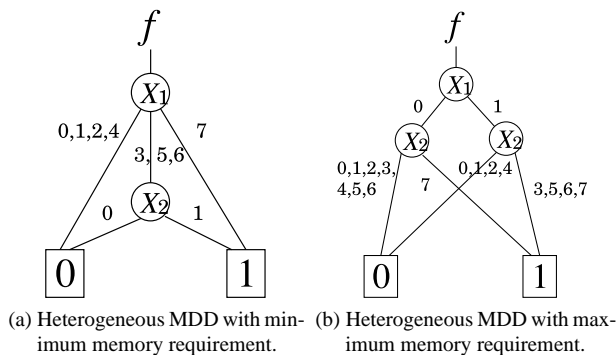 f
X1
0,1,2,4
7
3, 5,6
X2
0
1
0
1
f
X1
0
1
X2
X2
0,1,2,3,
4,5,6
7
0,1,2,4
3,5,6,7
0
1
(a) Heterogeneous MDD with min-
imum memory requirement.
(b) Heterogeneous MDD with max-
imum memory requirement.